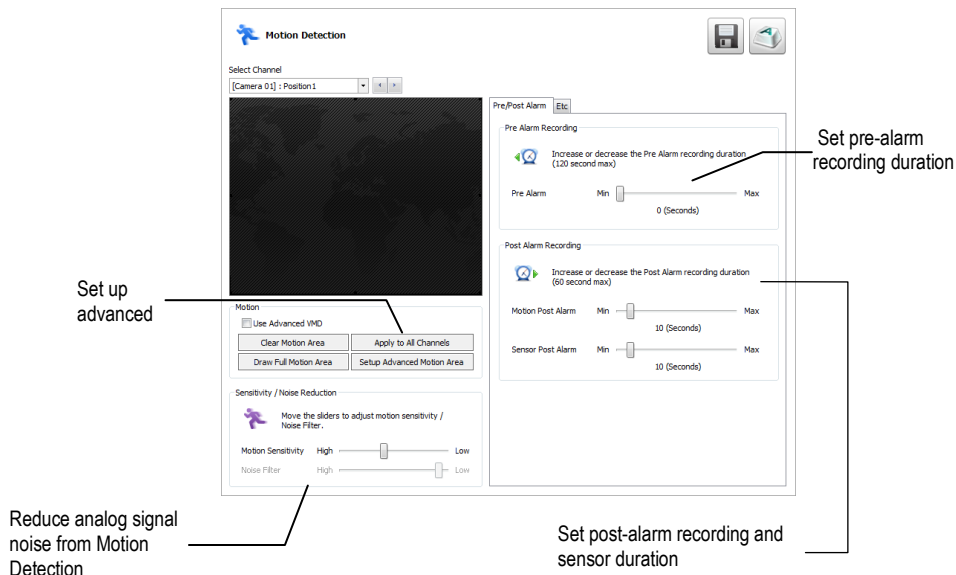 Motion Detection
Select Channel
[Camera 01] : Position1
Pre/Post Alarm
Etc
Pre Alarm Recording
Increase or decrease the Pre Alarm recording duration
(120 second max)
Pre Alarm Min Max
0 (Seconds)
Set pre-alarm
recording duration
Post Alarm Recording
Increase or decrease the Post Alarm recording duration
(60 second max)
Motion Post Alarm Min Max
10 (Seconds)
Sensor Post Alarm Min Max
10 (Seconds)
Set up
advanced
Motion
Use Advanced VMD
Clear Motion Area
Apply to All Channels
Draw Full Motion Area
Setup Advanced Motion Area
Sensitivity / Noise Reduction
Move the sliders to adjust motion sensitivity /
Noise Filter.
Motion Sensitivity High Low
Noise Filter High Low
Reduce analog signal
noise from Motion
Detection
Set post-alarm recording and
sensor duration